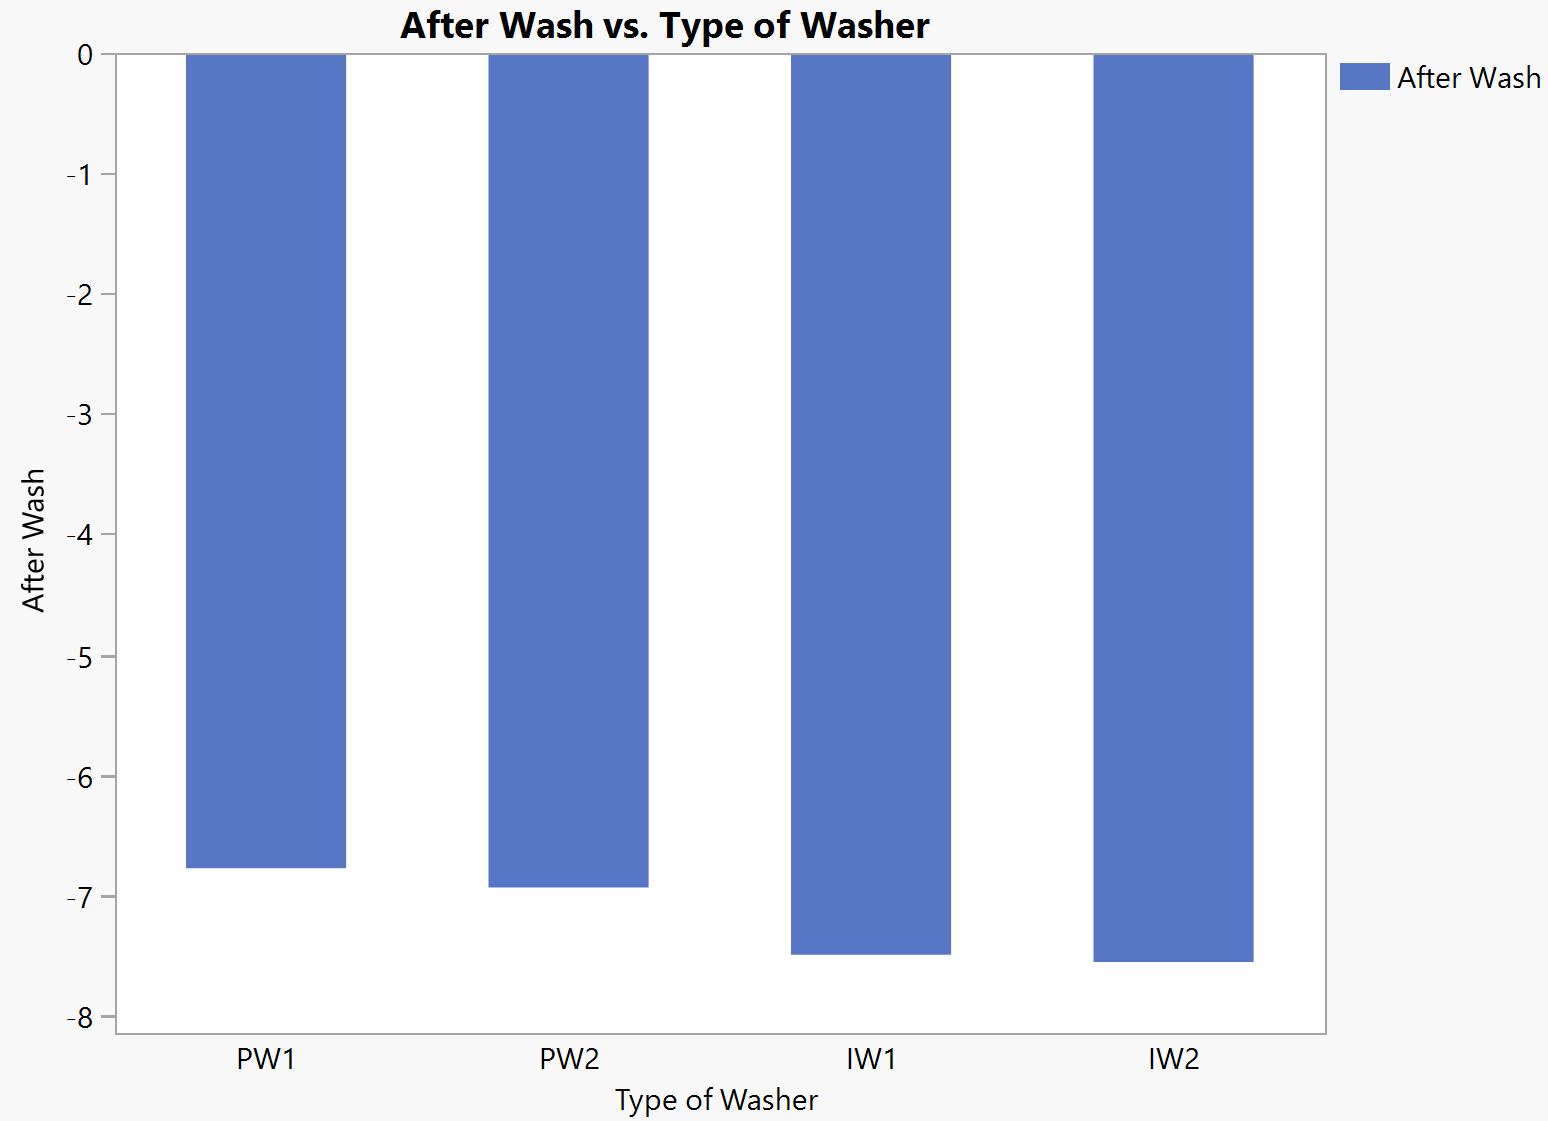 After Wash vs. Type of Washer
After Wash
0
-1
-2
-3
-4
-5
-6
-7
-8
After Wash
PW1 PW2 IW1 IW2
Type of Washer